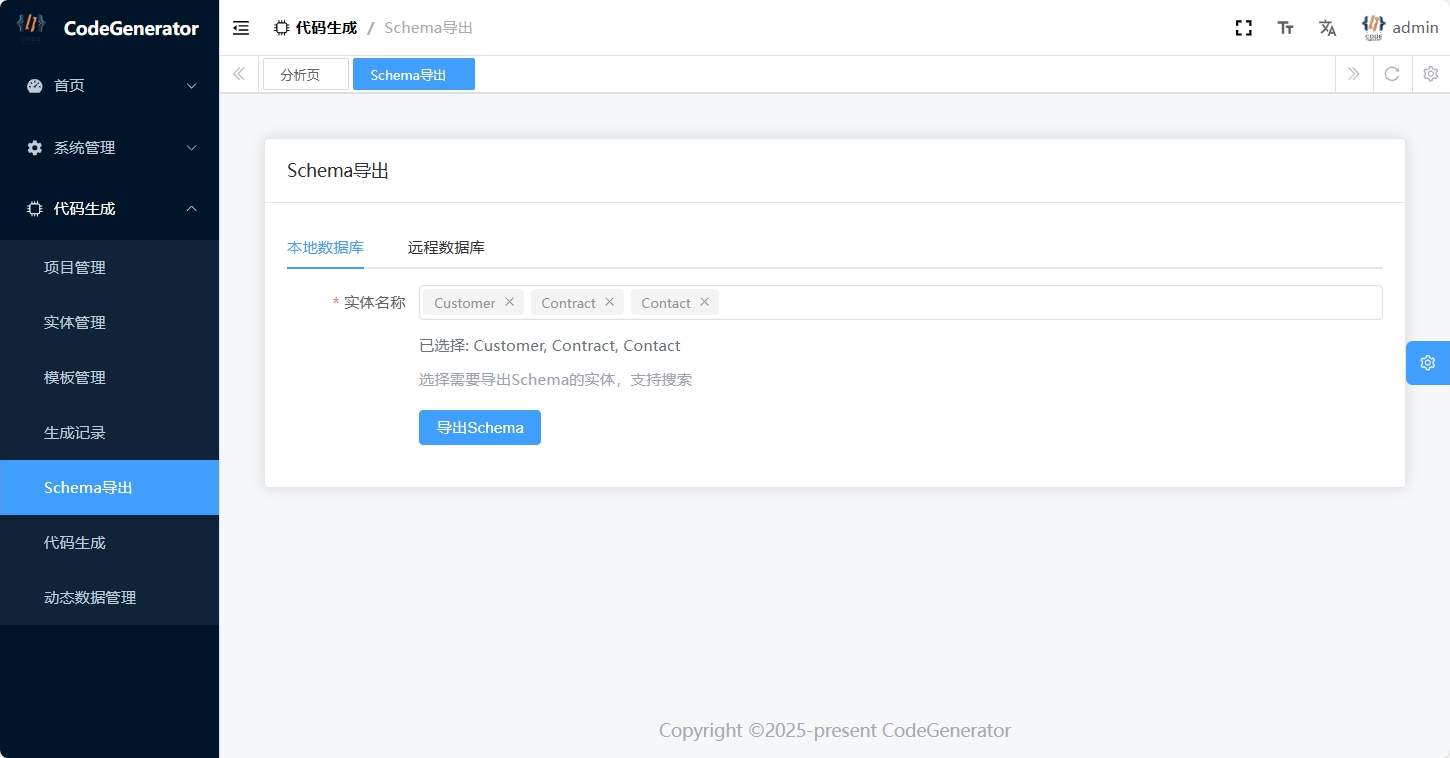 CodeGenerator
首页
系统管理
代码生成
项目管理
实体管理
模板管理
生成记录
Schema导出
代码生成
动态数据管理
代码生成 / Schema导出
admin
分析页
Schema导出
Schema导出
本地数据库
远程数据库
* 实体名称
Customer
Contract
Contact
已选择: Customer, Contract, Contact
选择需要导出Schema的实体，支持搜索
导出Schema
Copyright ©2025-present CodeGenerator